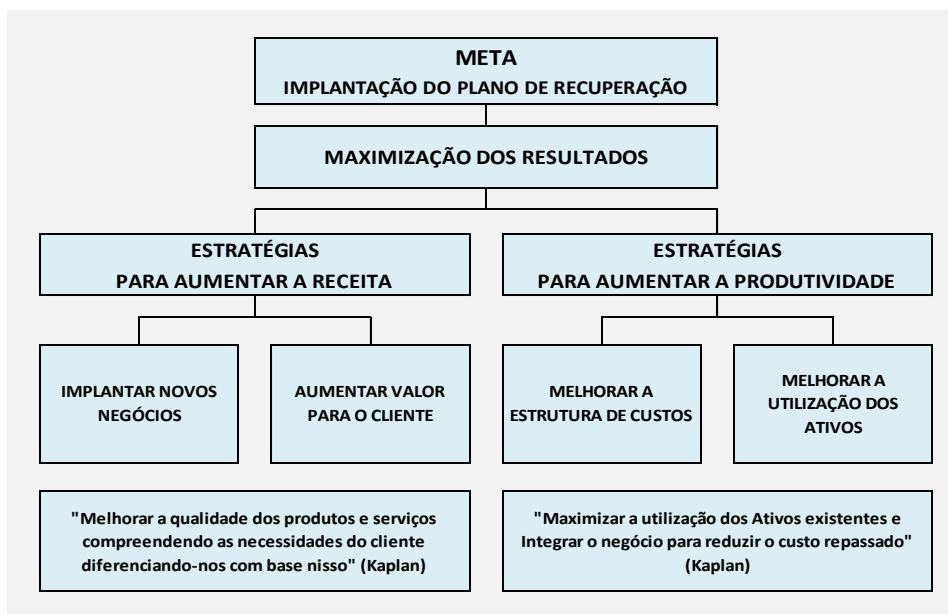 META
IMPLANTAÇÃO DO PLANO DE RECUPERAÇÃO
MAXIMIZAÇÃO DOS RESULTADOS
ESTRATÉGIAS
PARA AUMENTAR A RECEITA
ESTRATÉGIAS
PARA AUMENTAR A PRODUTIVIDADE
IMPLANTAR NOVOS
NEGÓCIOS
AUMENTAR VALOR
PARA O CLIENTE
MELHORAR A
ESTRUTURA DE CUSTOS
MELHORAR A
UTILIZAÇÃO DOS
ATIVOS
"Melhorar a qualidade dos produtos e serviços
compreendendo as necessidades do cliente
diferenciando-nos com base nisso" (Kaplan)
"Maximizar a utilização dos Ativos existentes e
Integrar o negócio para reduzir o custo repassado"
(Kaplan)